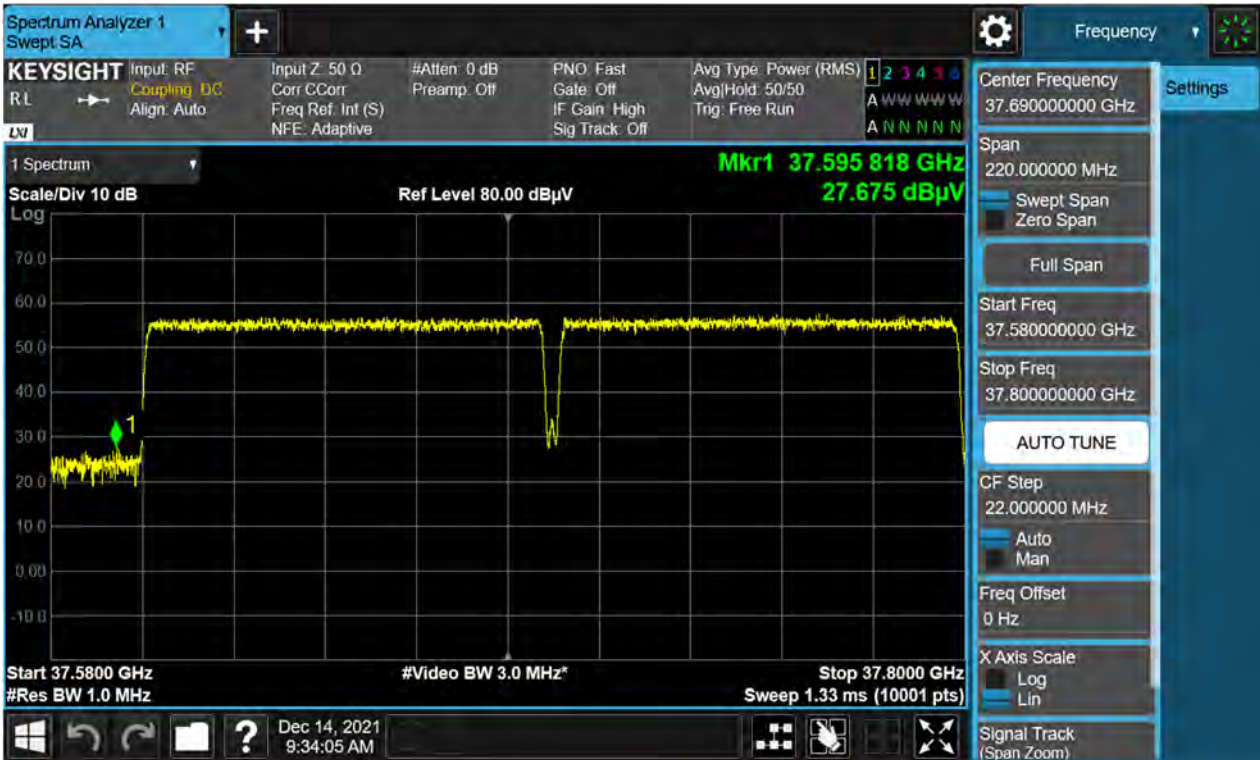 Spectrum Analyzer 1
Swept SA
Frequency
KEYSIGHT
RL
LXI
Input: RF
Coupling: DC
Align: Auto
Input Z: 50 Ω
Corr CCorr
Freq Ref: Int (S)
NFE: Adaptive
#Atten: 0 dB
Preamp: Off
PNO: Fast
Gate: Off
IF Gain: High
Sig Track: Off
Avg Type: Power (RMS)
Avg|Hold: 50/50
Trig: Free Run
1 2 3 4 5 6
A W W W W W
A N N N N N
1 Spectrum
Scale/Div 10 dB
Log
Ref Level 80.00 dBµV
Mkr1 37.595 818 GHz
27.675 dBµV
70.0
60.0
50.0
40.0
30.0
20.0
10.0
0.00
-10.0
1
Start 37.5800 GHz
#Res BW 1.0 MHz
#Video BW 3.0 MHz*
Stop 37.8000 GHz
Sweep 1.33 ms (10001 pts)
Dec 14, 2021
9:34:05 AM
Center Frequency
37.690000000 GHz
Span
220.000000 MHz
Swept Span
Zero Span
Full Span
Start Freq
37.580000000 GHz
Stop Freq
37.800000000 GHz
AUTO TUNE
CF Step
22.000000 MHz
Auto
Man
Freq Offset
0 Hz
X Axis Scale
Log
Lin
Signal Track
(Span Zoom)
Settings